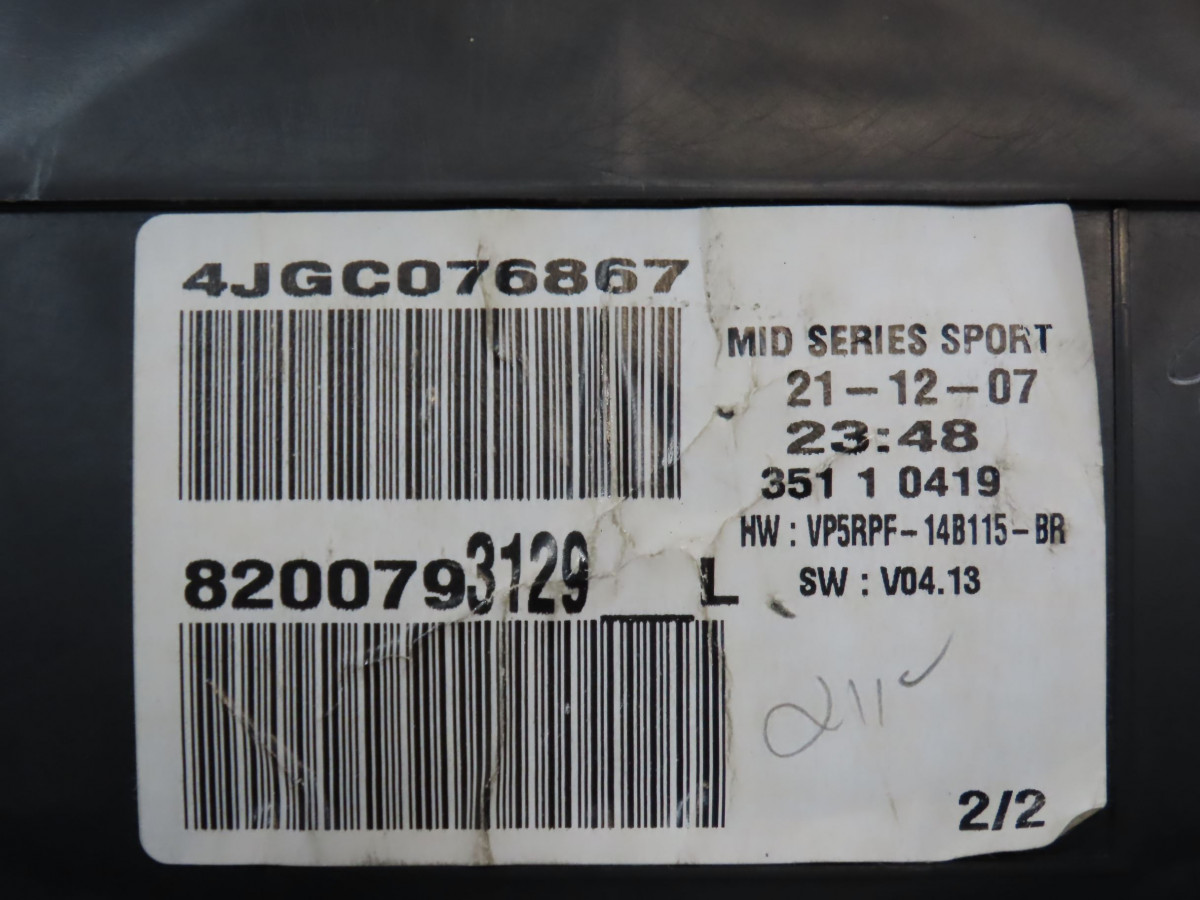 4JGC076867
MID SERIES SPORT
21-12-07
23:48
351 1 0419
HW : VP5RPF-14B115-BR
8200793129___L
SW : V04.13
2/2